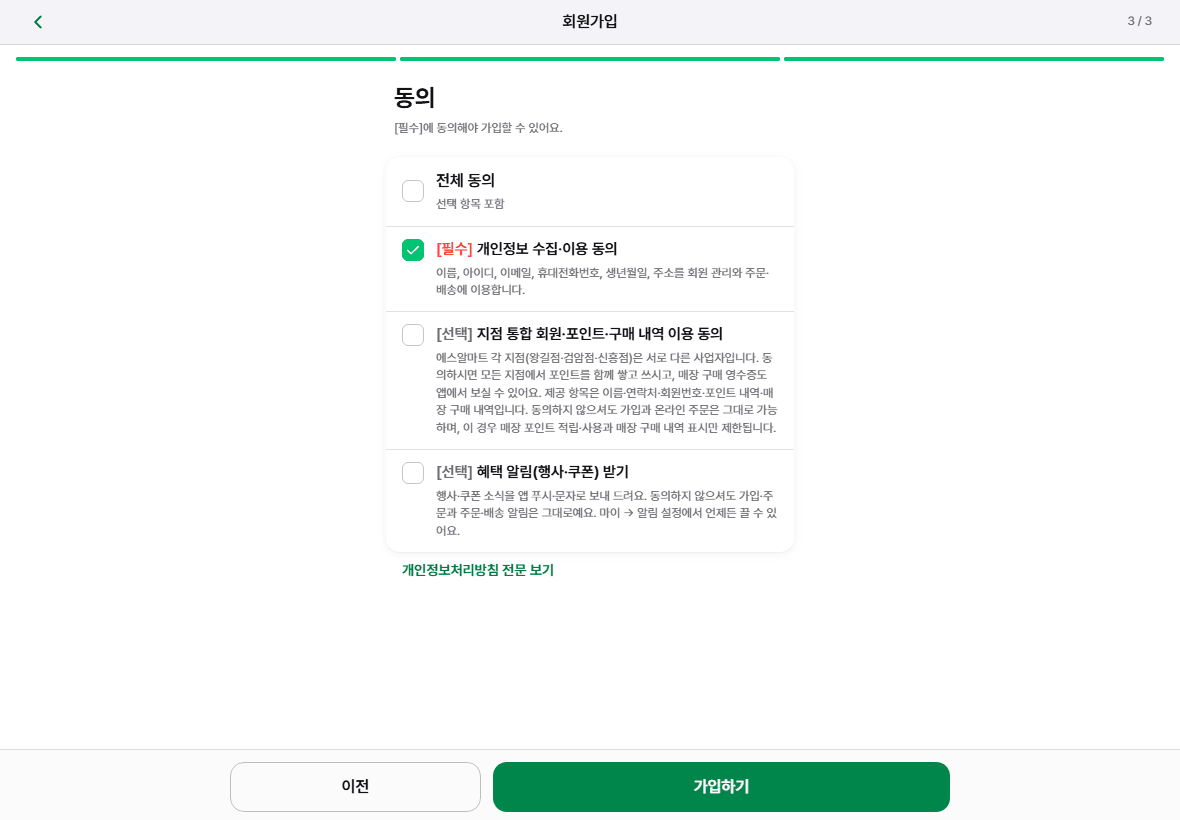 회원가입
3 / 3
동의
[필수]에 동의해야 가입할 수 있어요.
전체 동의
선택 항목 포함
[필수] 개인정보 수집·이용 동의
이름, 아이디, 이메일, 휴대전화번호, 생년월일, 주소를 회원 관리와 주문·
배송에 이용합니다.
[선택] 지점 통합 회원·포인트·구매 내역 이용 동의
에스알마트 각 지점(왕길점·검암점·신흥점)은 서로 다른 사업자입니다. 동
의하시면 모든 지점에서 포인트를 함께 쌓고 쓰시고, 매장 구매 영수증도
앱에서 보실 수 있어요. 제공 항목은 이름·연락처·회원번호·포인트 내역·매
장 구매 내역입니다. 동의하지 않으셔도 가입과 온라인 주문은 그대로 가능
하며, 이 경우 매장 포인트 적립·사용과 매장 구매 내역 표시만 제한됩니다.
[선택] 혜택 알림(행사·쿠폰) 받기
행사·쿠폰 소식을 앱 푸시·문자로 보내 드려요. 동의하지 않으셔도 가입·주
문과 주문·배송 알림은 그대로예요. 마이 → 알림 설정에서 언제든 끌 수 있
어요.
개인정보처리방침 전문 보기
이전
가입하기